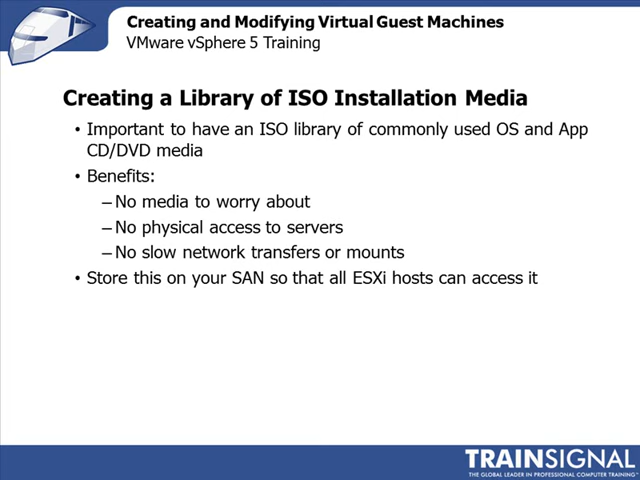 Creating and Modifying Virtual Guest Machines
VMware vSphere 5 Training
Creating a Library of ISO Installation Media
• Important to have an ISO library of commonly used OS and App
CD/DVD media
• Benefits:
– No media to worry about
– No physical access to servers
– No slow network transfers or mounts
• Store this on your SAN so that all ESXi hosts can access it
TRAINSIGNAL
THE GLOBAL LEADER IN PROFESSIONAL COMPUTER TRAINING™